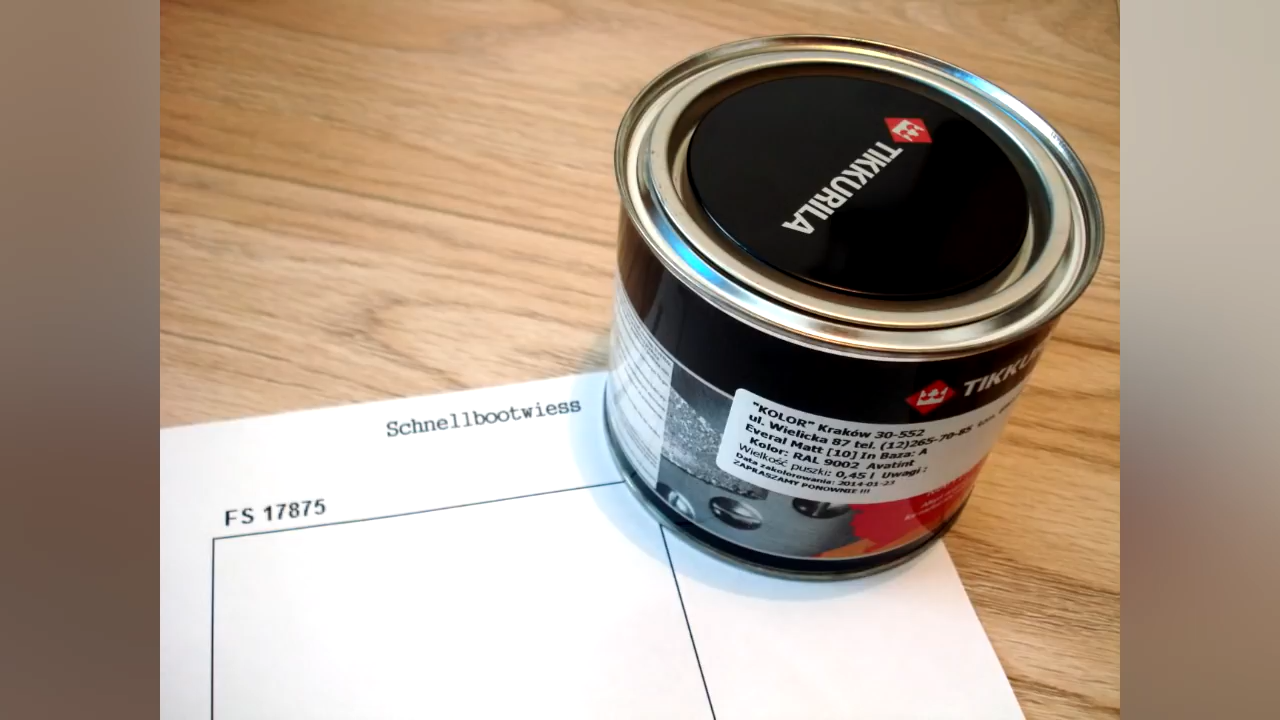 TIKKURILA
TIKKU
"KOLOR" Kraków 30-552
ul. Wielicka 87 tel. (12)265-70-85
Everal Matt [10] In Baza: A
Kolor: RAL 9002 Avatint
Wielkość puszki: 0,45 l Uwagi :
Data zakolorowania: 2014-01-23
ZAPRASZAMY PONOWNIE !!!
Schnellbootwiess
FS 17875